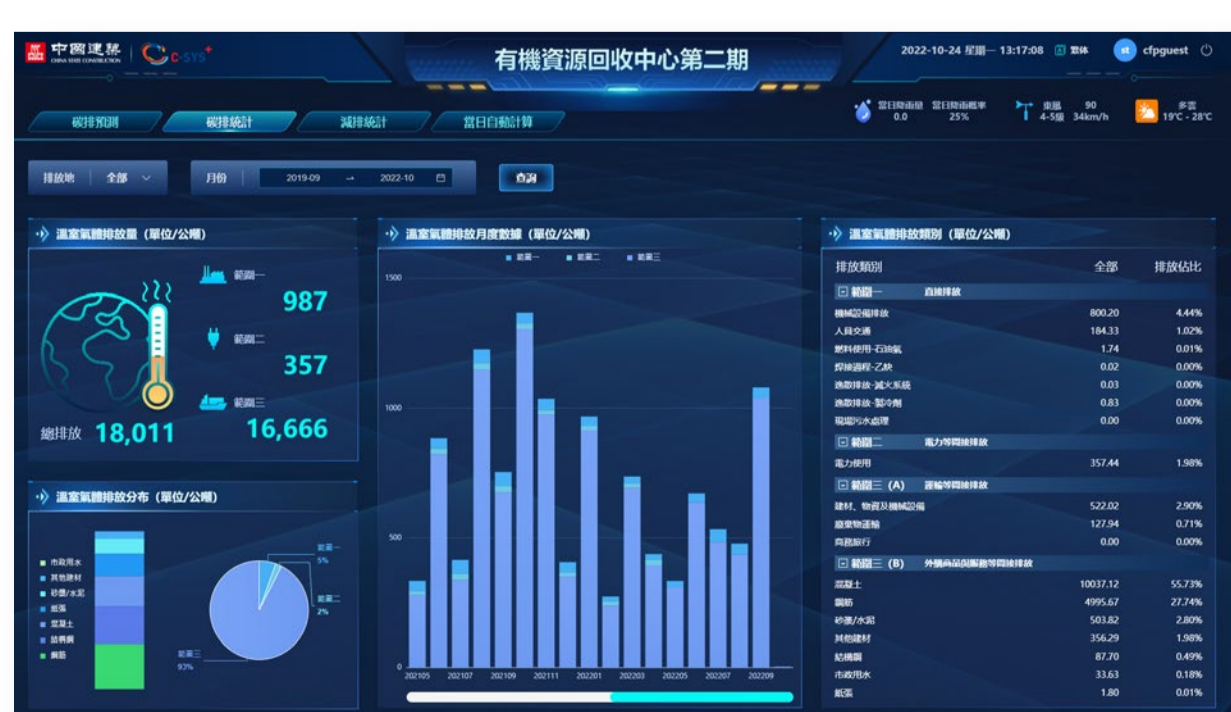 中國建築
CHINA STATE CONSTRUCTION
C-SYS+
有機資源回收中心第二期
2022-10-24 星期一 13:17:08 繁体 st cfpguest
碳排預測 碳排統計 減排統計 當日自動計算
當日降雨量 當日降雨概率 東風 90 多雲
0.0 25% 4-5級 34km/h 19℃ - 28℃
排放地 全部 月份 2019-09 → 2022-10 查詢
溫室氣體排放量（單位/公噸）
範圍一
987
範圍二
357
範圍三
16,666
總排放 18,011
溫室氣體排放分布（單位/公噸）
市政用水
其他建材
砂漿/水泥
紙張
混凝土
結構鋼
鋼筋
範圍一
5%
範圍二
2%
範圍三
93%
溫室氣體排放月度數據（單位/公噸）
範圍一 範圍二 範圍三
1500
1000
500
0
202105 202107 202109 202111 202201 202203 202205 202207 202209
溫室氣體排放類別（單位/公噸）
排放類別 全部 排放佔比
範圍一 直接排放
機械設備排放 800.20 4.44%
人員交通 184.33 1.02%
燃料使用-石油氣 1.74 0.01%
焊接過程-乙炔 0.02 0.00%
逸散排放-滅火系統 0.03 0.00%
逸散排放-製冷劑 0.83 0.00%
現場污水處理 0.00 0.00%
範圍二 電力等間接排放
電力使用 357.44 1.98%
範圍三（A） 運輸等間接排放
建材、物資及機械設備 522.02 2.90%
廢棄物運輸 127.94 0.71%
商務旅行 0.00 0.00%
範圍三（B） 外購商品與服務等間接排放
混凝土 10037.12 55.73%
鋼筋 4995.67 27.74%
砂漿/水泥 503.82 2.80%
其他建材 356.29 1.98%
結構鋼 87.70 0.49%
市政用水 33.63 0.18%
紙張 1.80 0.01%